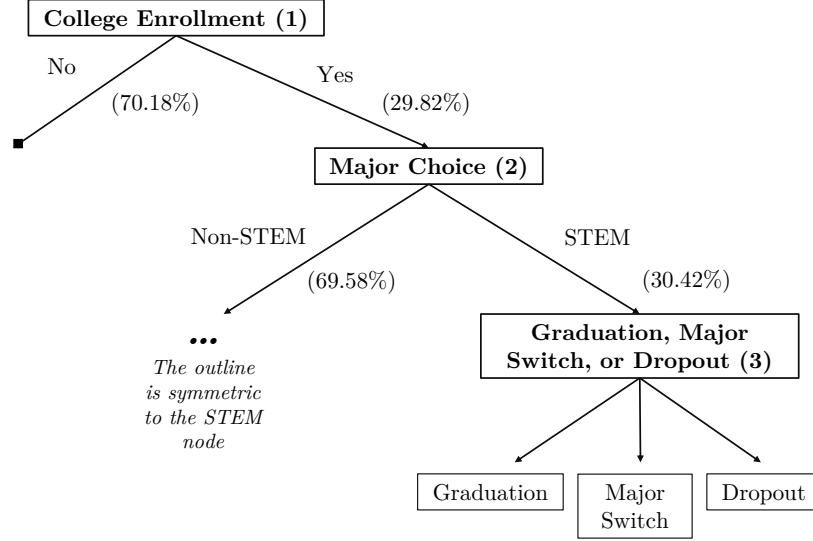 College Enrollment (1)
No
Yes
(70.18%)
(29.82%)
Major Choice (2)
Non-STEM
STEM
(69.58%)
(30.42%)
...
The outline
is symmetric
to the STEM
node
Graduation, Major
Switch, or Dropout (3)
Graduation
Major
Switch
Dropout